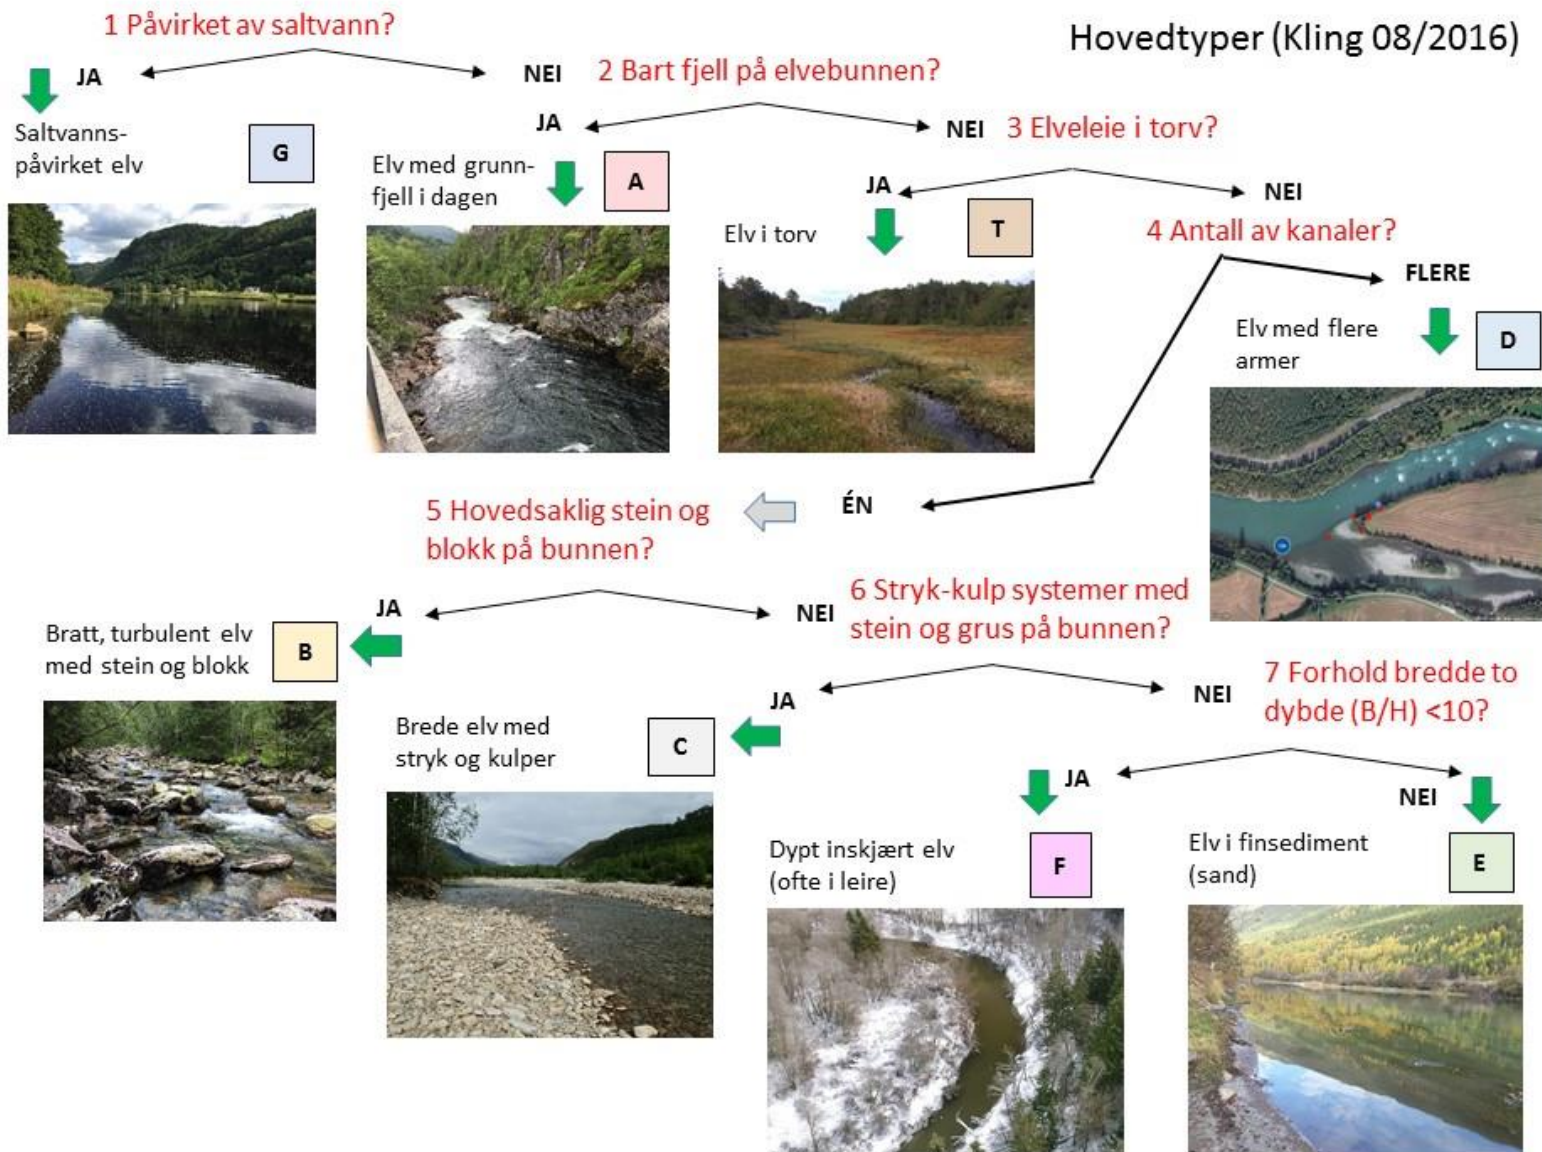 1 Påvirket av saltvann?
Hovedtyper (Kling 08/2016)
JA
NEI
2 Bart fjell på elvebunnen?
Saltvanns-
påvirket elv
G
JA
NEI
3 Elveleie i torv?
Elv med grunn-
fjell i dagen
A
JA
NEI
Elv i torv
T
4 Antall av kanaler?
FLERE
Elv med flere
armer
D
ÉN
5 Hovedsaklig stein og
blokk på bunnen?
JA
NEI
6 Stryk-kulp systemer med
stein og grus på bunnen?
Bratt, turbulent elv
med stein og blokk
B
JA
NEI
7 Forhold bredde to
dybde (B/H) <10?
Brede elv med
stryk og kulper
C
JA
NEI
Dypt inskjært elv
(ofte i leire)
F
Elv i finsediment
(sand)
E